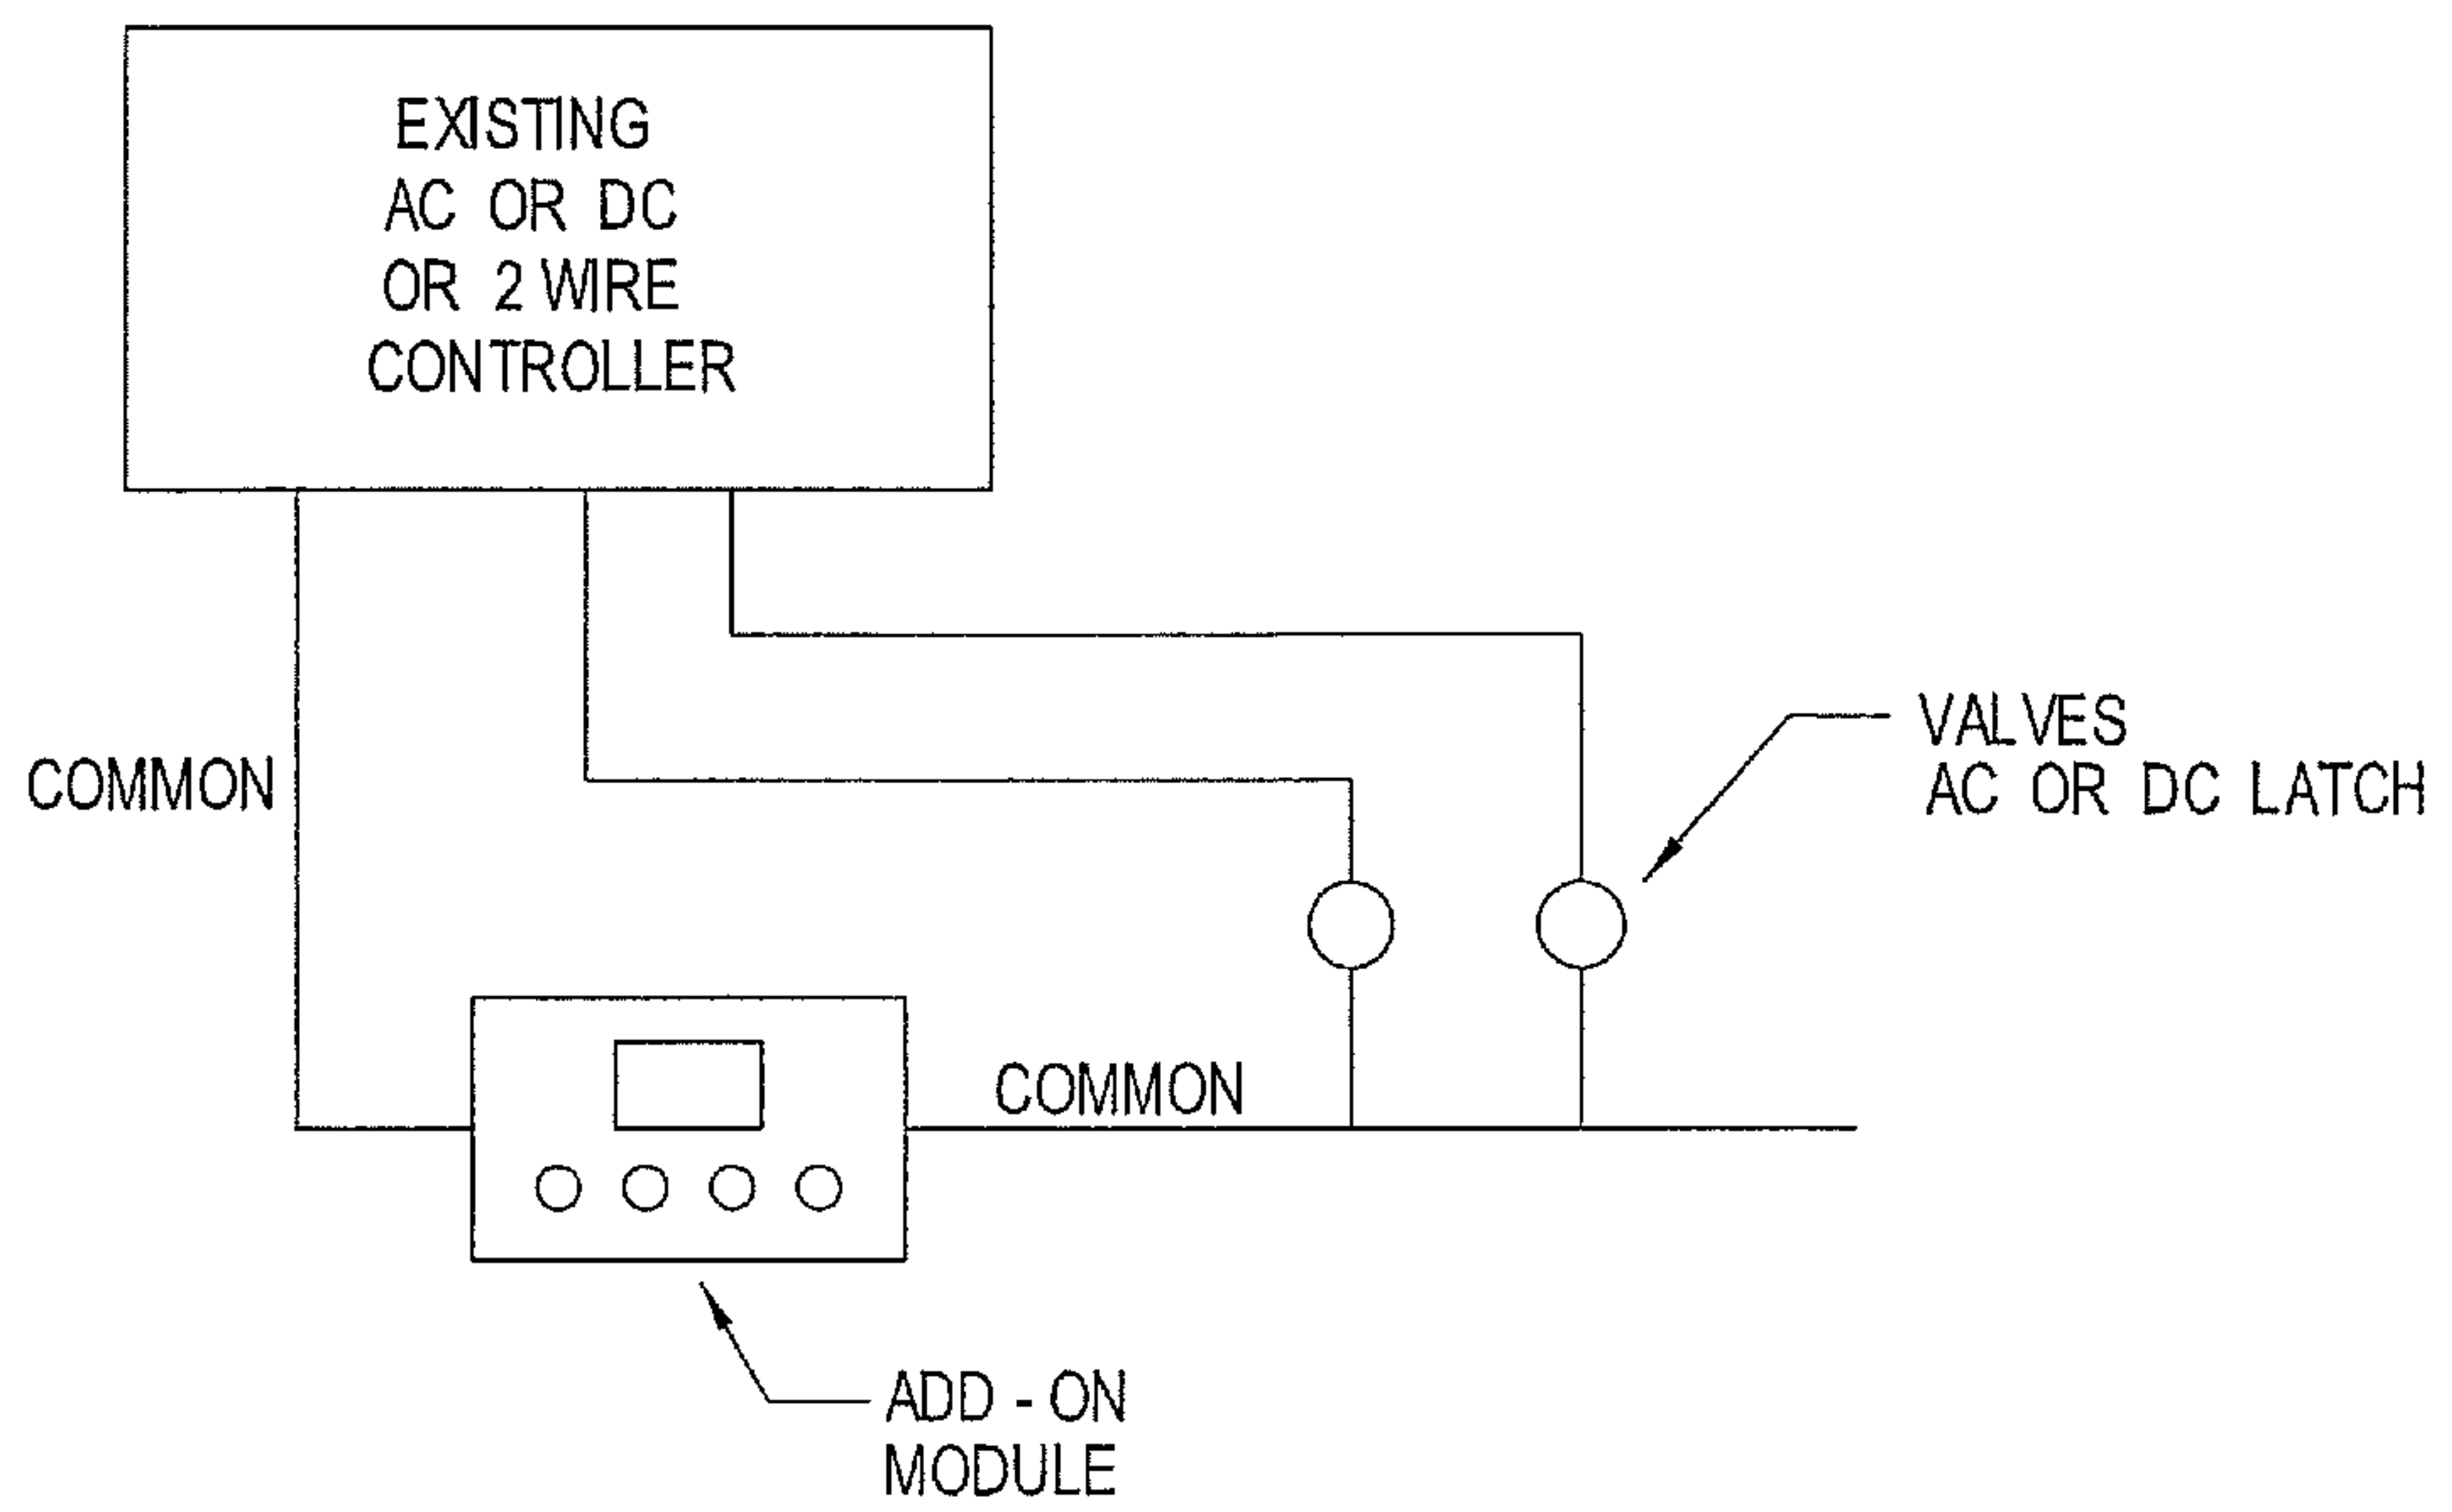 EXISTING
AC OR DC
OR 2 WIRE
CONTROLLER
VALVES
AC OR DC LATCH
COMMON
COMMON
ADD - ON
MODULE